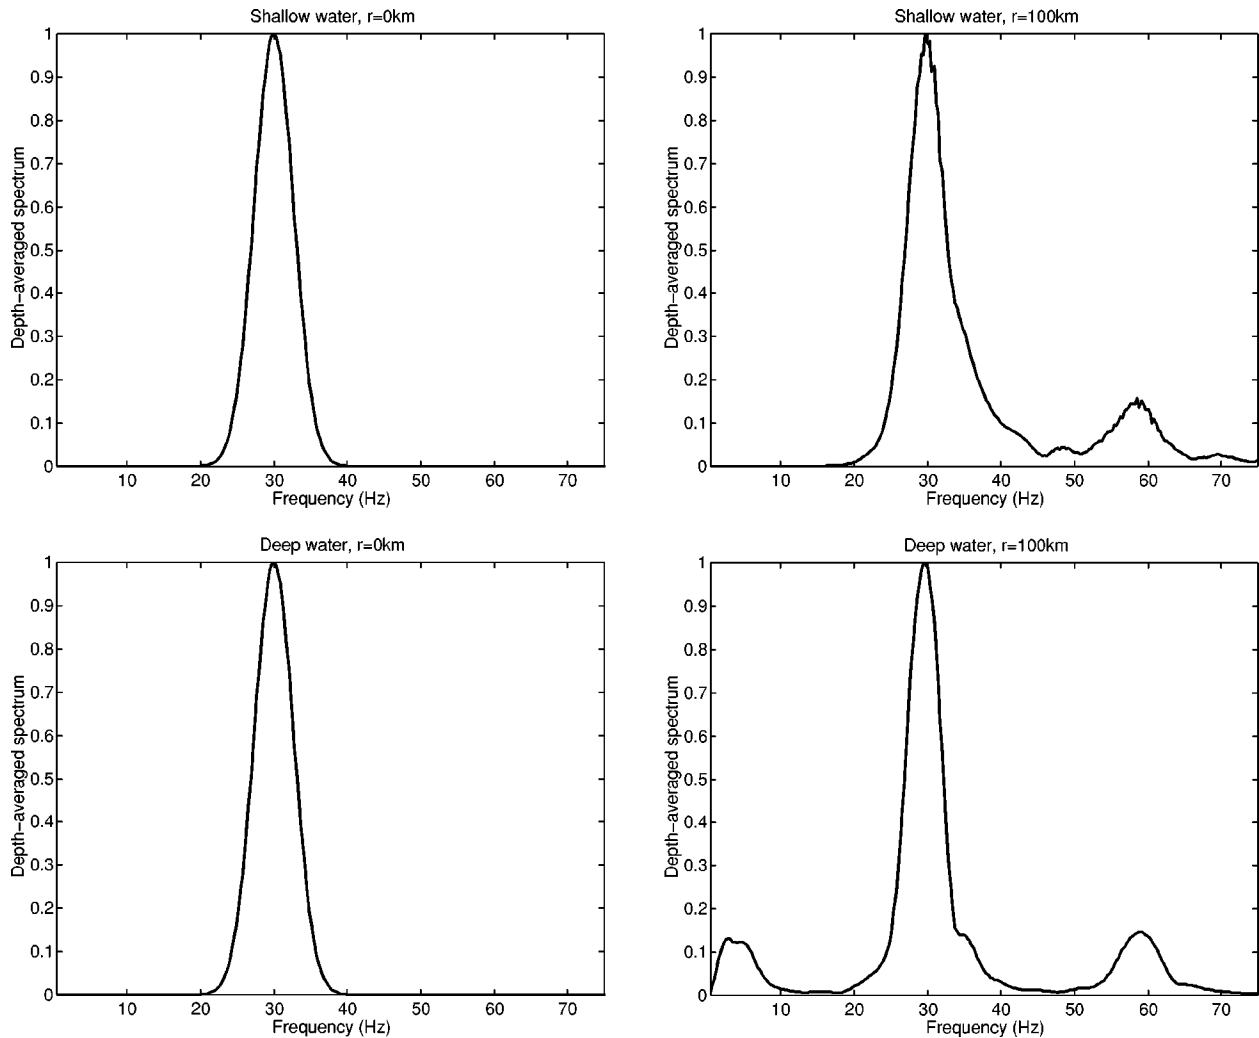 Shallow water, r=0km
1
0.9
0.8
0.7
0.6
0.5
0.4
0.3
0.2
0.1
0
Depth-averaged spectrum
10 20 30 40 50 60 70
Frequency (Hz)
Shallow water, r=100km
1
0.9
0.8
0.7
0.6
0.5
0.4
0.3
0.2
0.1
0
Depth-averaged spectrum
10 20 30 40 50 60 70
Frequency (Hz)
Deep water, r=0km
1
0.9
0.8
0.7
0.6
0.5
0.4
0.3
0.2
0.1
0
Depth-averaged spectrum
10 20 30 40 50 60 70
Frequency (Hz)
Deep water, r=100km
1
0.9
0.8
0.7
0.6
0.5
0.4
0.3
0.2
0.1
0
Depth-averaged spectrum
10 20 30 40 50 60 70
Frequency (Hz)